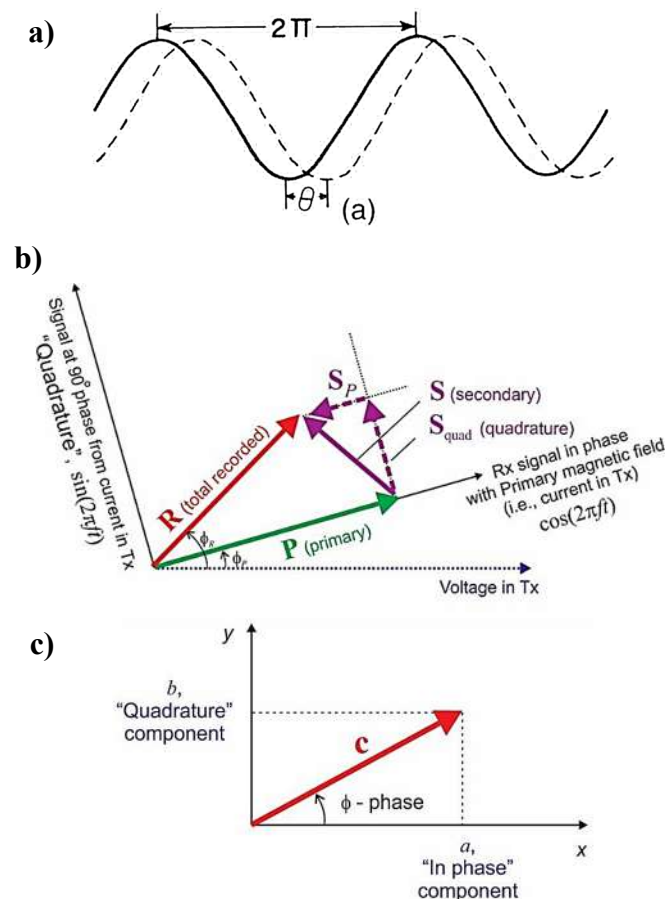 a)
2π
θ
(a)
b)
Signal at 90° phase from current in Tx
"Quadrature", sin(2πft)
S_P
S (secondary)
S_quad (quadrature)
R (total recorded)
Rx signal in phase
with Primary magnetic field
(i.e., current in Tx)
cos(2πft)
ϕ_R
ϕ_P
P (primary)
Voltage in Tx
c)
y
b,
"Quadrature"
component
c
ϕ - phase
a,
x
"In phase"
component